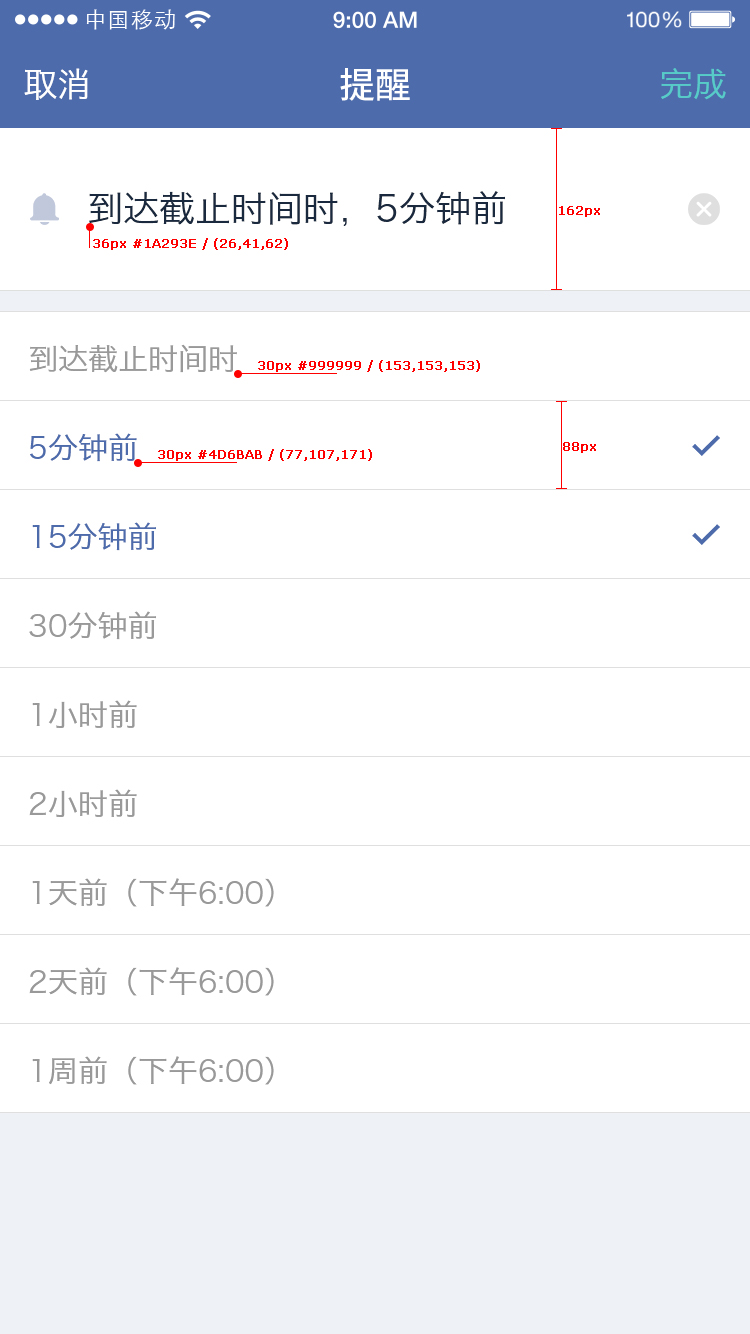 中国移动 9:00 AM 100%
取消 提醒 完成
到达截止时间时，5分钟前
162px
36px #1A293E / (26,41,62)
到达截止时间时
30px #999999 / (153,153,153)
5分钟前
30px #4D6BAB / (77,107,171)
88px
15分钟前
30分钟前
1小时前
2小时前
1天前（下午6:00）
2天前（下午6:00）
1周前（下午6:00）